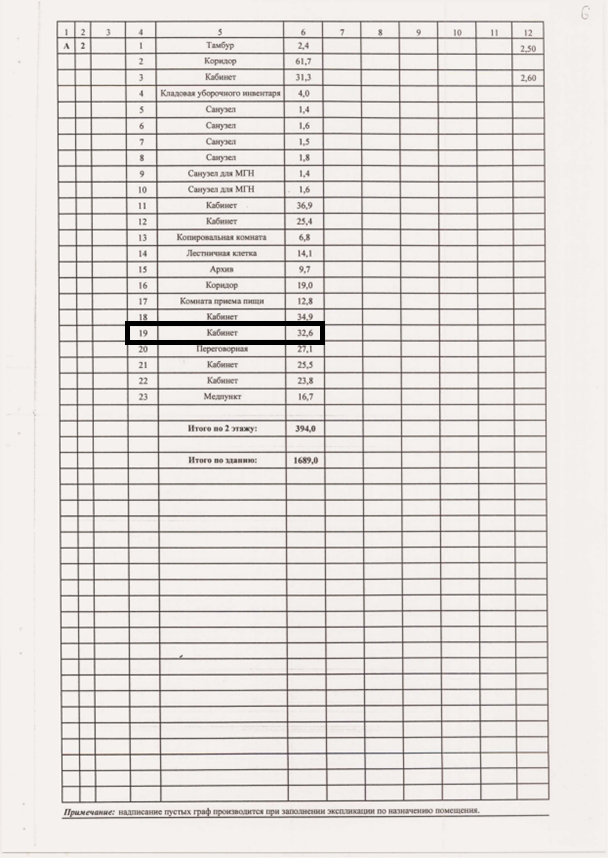 6
1 2 3 4 5 6 7 8 9 10 11 12
А 2 1 Тамбур 2,4 2,50
2 Коридор 61,7
3 Кабинет 31,3 2,60
4 Кладовая уборочного инвентаря 4,0
5 Санузел 1,4
6 Санузел 1,6
7 Санузел 1,5
8 Санузел 1,8
9 Санузел для МГН 1,4
10 Санузел для МГН 1,6
11 Кабинет 36,9
12 Кабинет 25,4
13 Копировальная комната 6,8
14 Лестничная клетка 14,1
15 Архив 9,7
16 Коридор 19,0
17 Комната приема пищи 12,8
18 Кабинет 34,9
19 Кабинет 32,6
20 Переговорная 27,1
21 Кабинет 25,5
22 Кабинет 23,8
23 Медпункт 16,7
Итого по 2 этажу: 394,0
Итого по зданию: 1689,0
Примечание: надписание пустых граф производится при заполнении экспликации по назначению помещения.